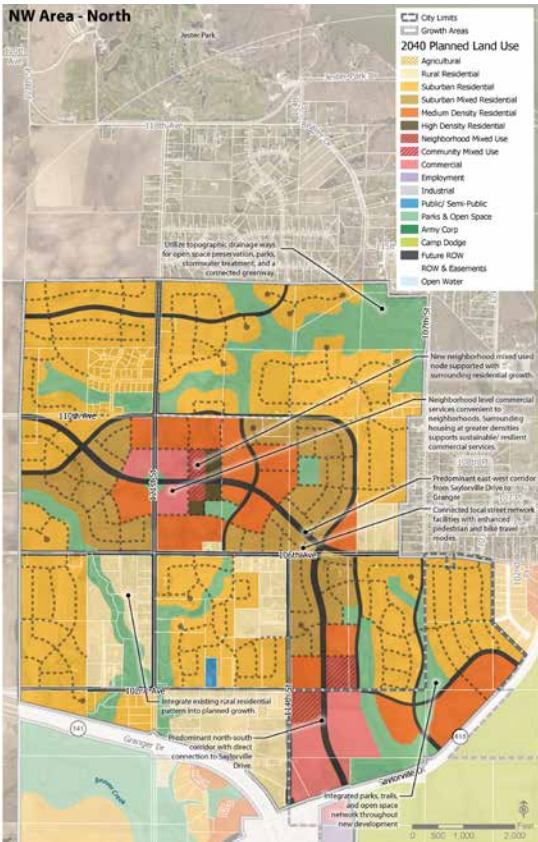 NW Area - North
Jester Park
118th Ave
City Limits
Growth Areas
2040 Planned Land Use
Agricultural
Rural Residential
Suburban Residential
Suburban Mixed Residential
Medium Density Residential
High Density Residential
Neighborhood Mixed Use
Community Mixed Use
Commercial
Employment
Industrial
Public/ Semi-Public
Parks & Open Space
Army Corp
Camp Dodge
Future ROW
ROW & Easements
Open Water
Utilize topographic drainage ways
for open space preservation, parks,
stormwater treatment, and a
connected greenway.
107th St
New neighborhood mixed used
node supported with
surrounding residential growth.
Neighborhood level commercial
services convenient to
neighborhoods. Surrounding
housing at greater densities
supports sustainable/ resilient
commercial services.
110th Ave
Predominant east-west corridor
from Saylorville Drive to
Granger
Connected local street network
facilities with enhanced
pedestrian and bike travel
modes.
106th Ave
Integrate existing rural residential
pattern into planned growth.
102nd Ave
114th St
Predominant north-south
corridor with direct
connection to Saylorville
Drive.
141
Granger Dr
Beaver Creek
415
Saylorville Dr
Integrated parks, trails,
and open space
network throughout
new development
Feet
0 500 1,000 2,000